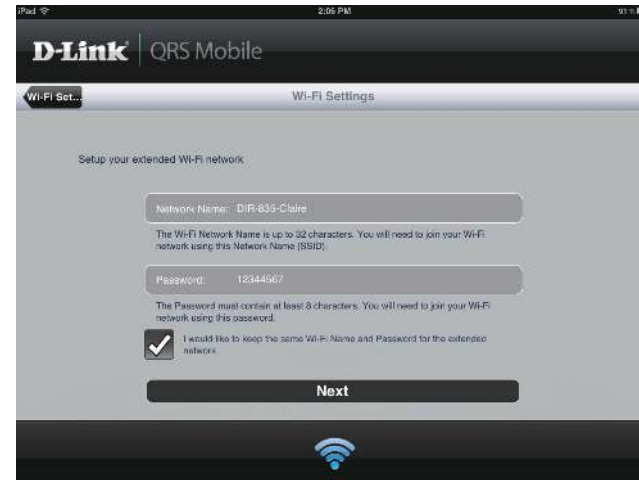 iPad
2:06 PM
D-Link QRS Mobile
Wi-Fi Set...
Wi-Fi Settings
Setup your extended Wi-Fi network
Network Name: DIR-835-Claire
The Wi-Fi Network Name is up to 32 characters. You will need to join your Wi-Fi
network using this Network Name (SSID).
Password: 12344567
The Password must contain at least 8 characters. You will need to join your Wi-Fi
network using this password.
I would like to keep the same Wi-Fi Name and Password for the extended
network
Next